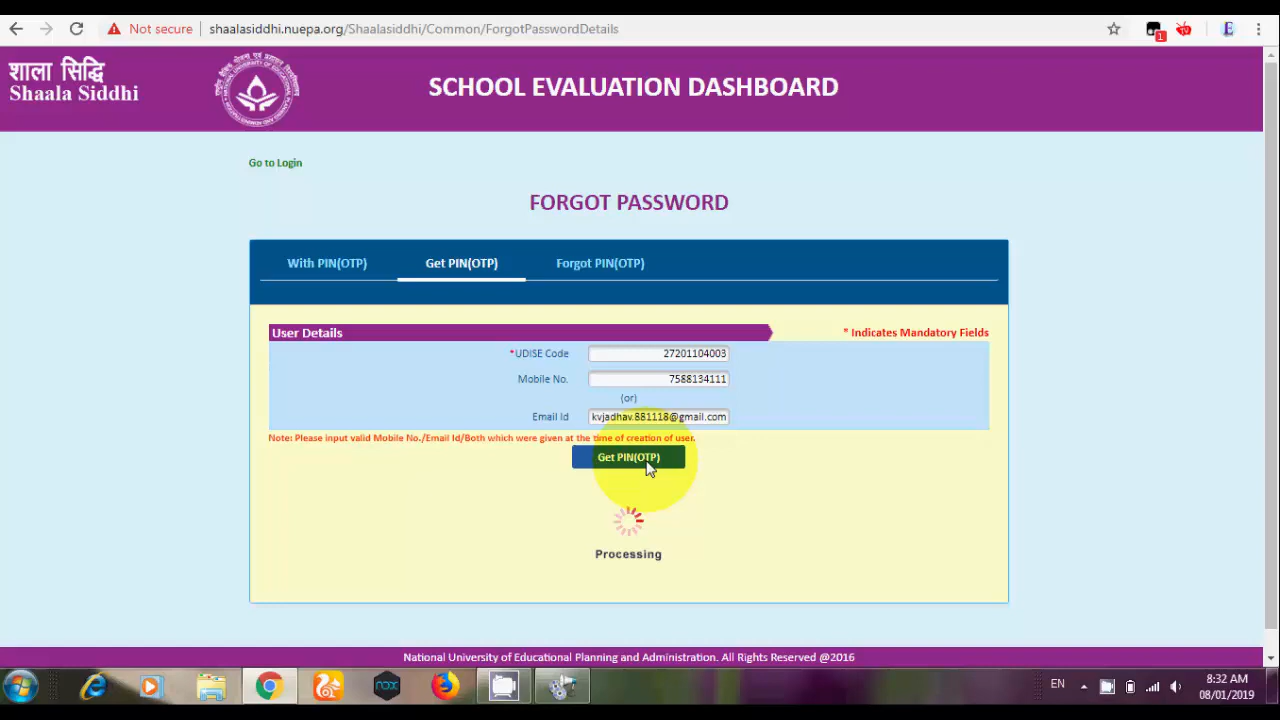 Not secure
shaalasiddhi.nuepa.org/Shaalasiddhi/Common/ForgotPasswordDetails
1
शाला सिद्धि
Shaala Siddhi
SCHOOL EVALUATION DASHBOARD
Go to Login
FORGOT PASSWORD
With PIN(OTP)
Get PIN(OTP)
Forgot PIN(OTP)
User Details
* Indicates Mandatory Fields
*UDISE Code
27201104003
Mobile No.
7588134111
(or)
Email Id
kvjadhav.881118@gmail.com
Note: Please input valid Mobile No./Email Id/Both which were given at the time of creation of user.
Get PIN(OTP)
Processing
National University of Educational Planning and Administration. All Rights Reserved @2016
nox
EN
8:32 AM
08/01/2019